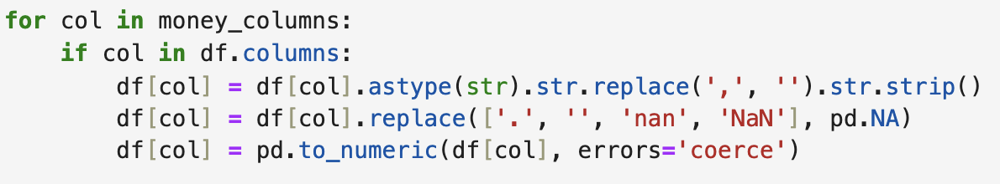 for col in money_columns:
    if col in df.columns:
        df[col] = df[col].astype(str).str.replace(',', '').str.strip()
        df[col] = df[col].replace(['.', '', 'nan', 'NaN'], pd.NA)
        df[col] = pd.to_numeric(df[col], errors='coerce')